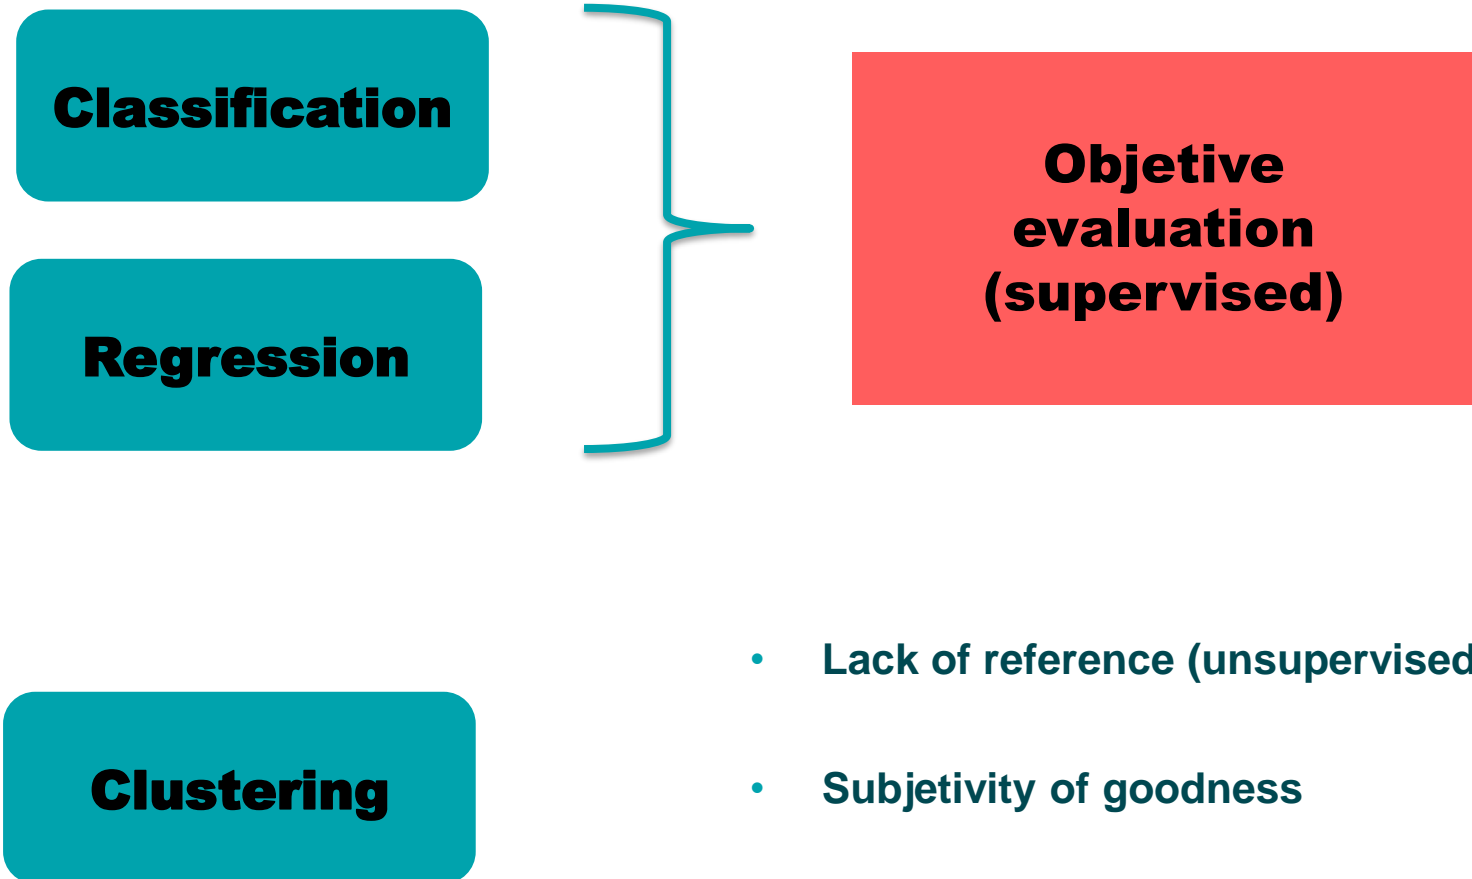 Classification
Objetive
evaluation
(supervised)
Regression
• Lack of reference (unsupervised
Clustering
• Subjetivity of goodness